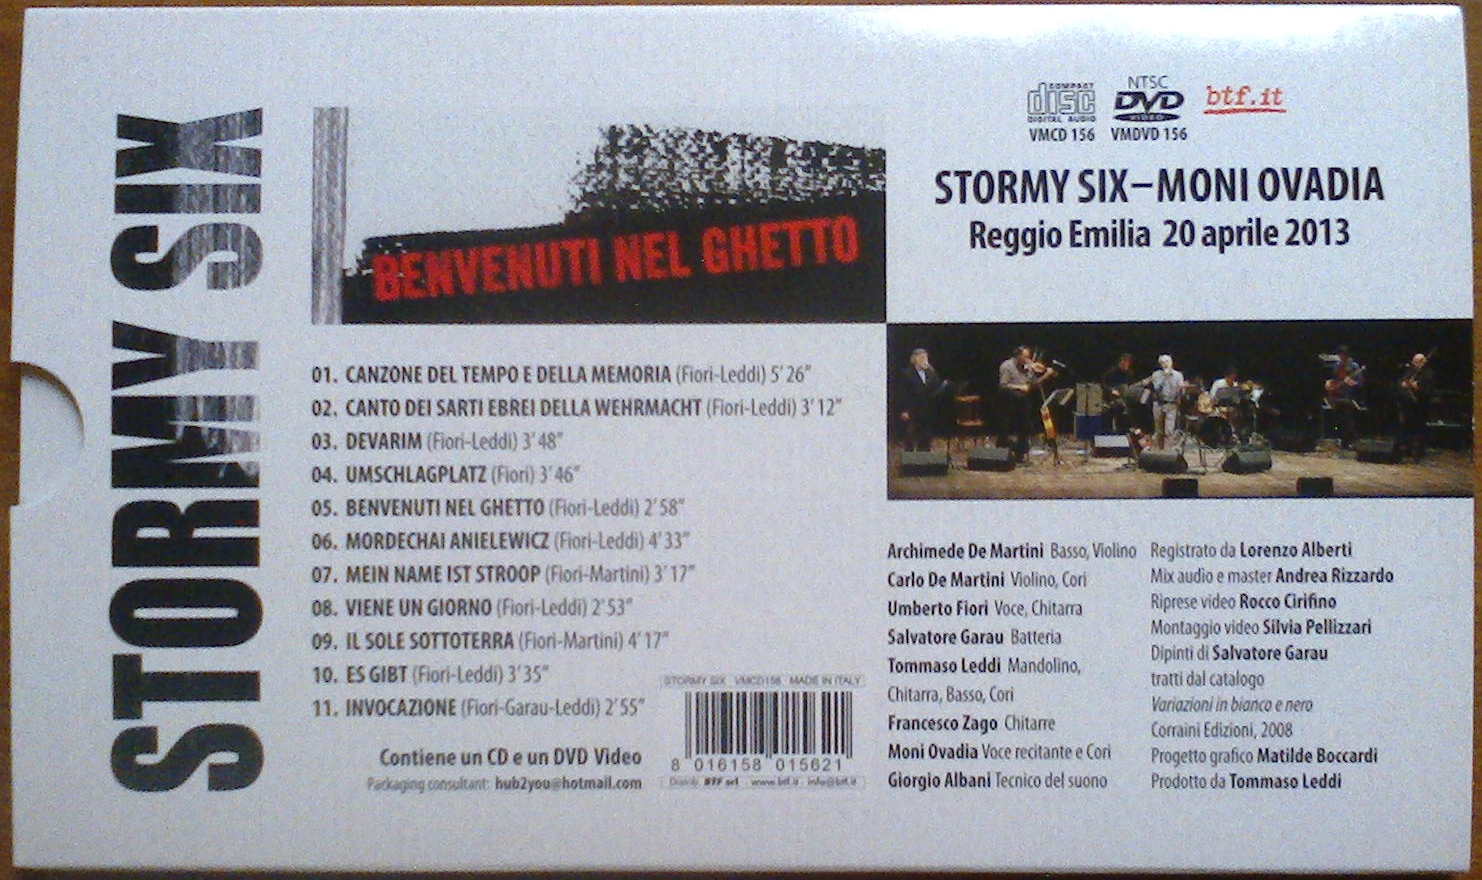 STORMY SIX
BENVENUTI NEL GHETTO
01. CANZONE DEL TEMPO E DELLA MEMORIA (Fiori-Leddi) 5'26"
02. CANTO DEI SARTI EBREI DELLA WEHRMACHT (Fiori-Leddi) 3'12"
03. DEVARIM (Fiori-Leddi) 3'48"
04. UMSCHLAGPLATZ (Fiori) 3'46"
05. BENVENUTI NEL GHETTO (Fiori-Leddi) 2'58"
06. MORDECHAI ANIELEWICZ (Fiori-Leddi) 4'33"
07. MEIN NAME IST STROOP (Fiori-Martini) 3'17"
08. VIENE UN GIORNO (Fiori-Leddi) 2'53"
09. IL SOLE SOTTOTERRA (Fiori-Martini) 4'17"
10. ES GIBT (Fiori-Leddi) 3'35"
11. INVOCAZIONE (Fiori-Garau-Leddi) 2'55"
Contiene un CD e un DVD Video
Packaging consultant: hub2you@hotmail.com
STORMY SIX VMCD156 MADE IN ITALY
8 016158 015621
Distrib. BTF srl · www.btf.it · info@btf.it
COMPACT
disc
DIGITAL AUDIO
VMCD 156
NTSC
DVD
VIDEO
VMDVD 156
btf.it
STORMY SIX–MONI OVADIA
Reggio Emilia 20 aprile 2013
Archimede De Martini Basso, Violino
Carlo De Martini Violino, Cori
Umberto Fiori Voce, Chitarra
Salvatore Garau Batteria
Tommaso Leddi Mandolino,
Chitarra, Basso, Cori
Francesco Zago Chitarre
Moni Ovadia Voce recitante e Cori
Giorgio Albani Tecnico del suono
Registrato da Lorenzo Alberti
Mix audio e master Andrea Rizzardo
Riprese video Rocco Cirifino
Montaggio video Silvia Pellizzari
Dipinti di Salvatore Garau
tratti dal catalogo
Variazioni in bianco e nero
Corraini Edizioni, 2008
Progetto grafico Matilde Boccardi
Prodotto da Tommaso Leddi